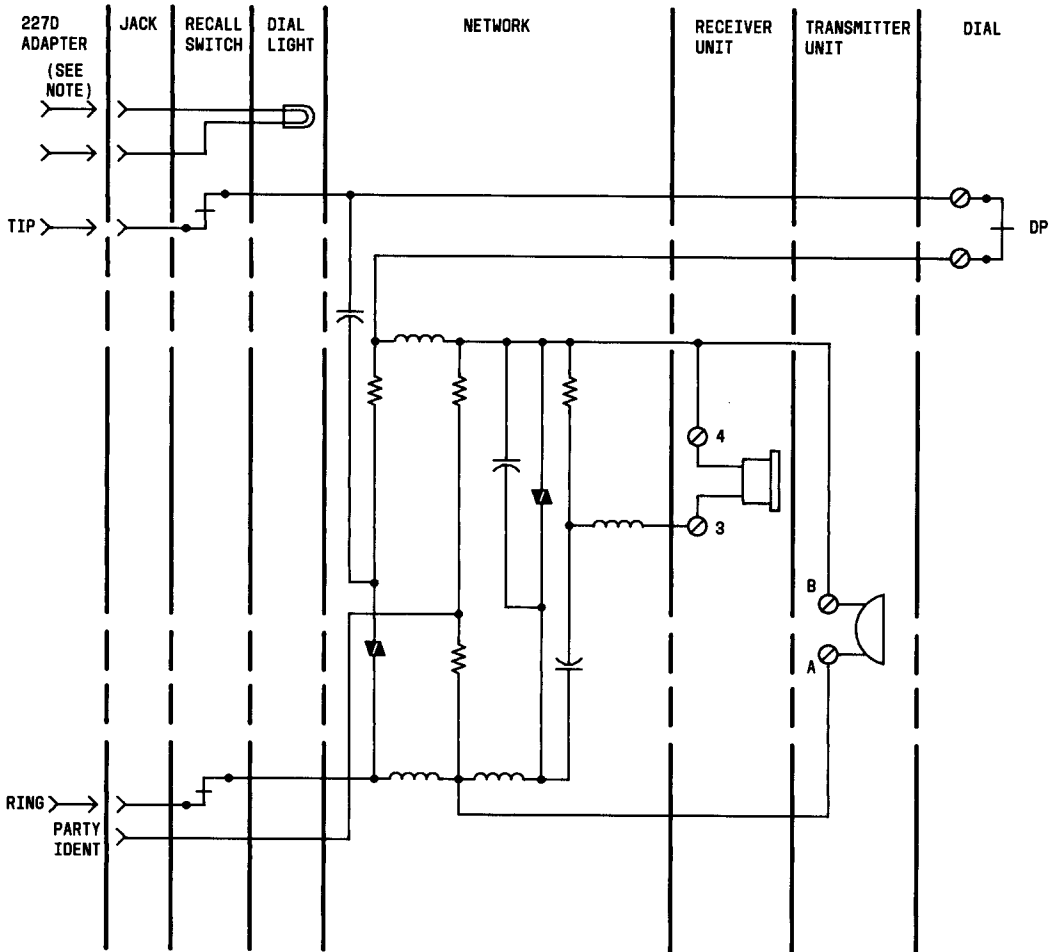 227D
ADAPTER
(SEE
NOTE)
JACK
RECALL
SWITCH
DIAL
LIGHT
NETWORK
RECEIVER
UNIT
TRANSMITTER
UNIT
DIAL
TIP
DP
4
3
B
A
RING
PARTY
IDENT